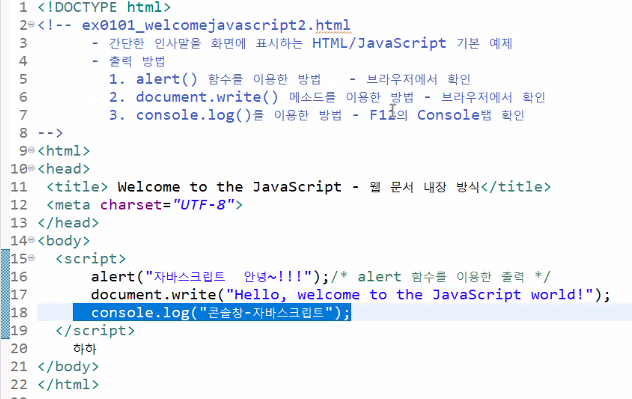 1 <!DOCTYPE html>
2 <!-- ex0101_welcomejavascript2.html
3 - 간단한 인사말을 화면에 표시하는 HTML/JavaScript 기본 예제
4 - 출력 방법
5 1. alert() 함수를 이용한 방법 - 브라우저에서 확인
6 2. document.write() 메소드를 이용한 방법 - 브라우저에서 확인
7 3. console.log()를 이용한 방법 - F12의 Console탭 확인
8 -->
9 <html>
10 <head>
11 <title> Welcome to the JavaScript - 웹 문서 내장 방식</title>
12 <meta charset="UTF-8">
13 </head>
14 <body>
15 <script>
16 alert("자바스크립트 안녕~!!!");/* alert 함수를 이용한 출력 */
17 document.write("Hello, welcome to the JavaScript world!");
18 console.log("콘솔창-자바스크립트");
19 </script>
20 하하
21 </body>
22 </html>